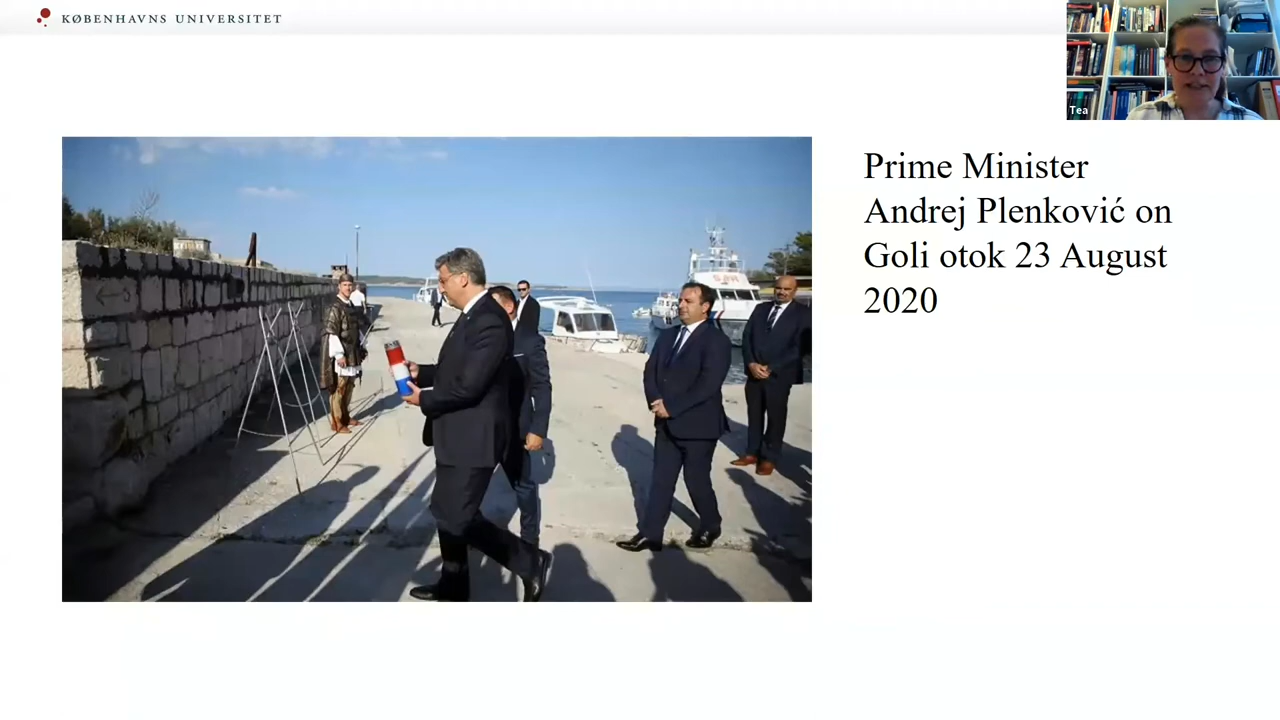 KØBENHAVNS UNIVERSITET
Tea
Prime Minister
Andrej Plenković on
Goli otok 23 August
2020